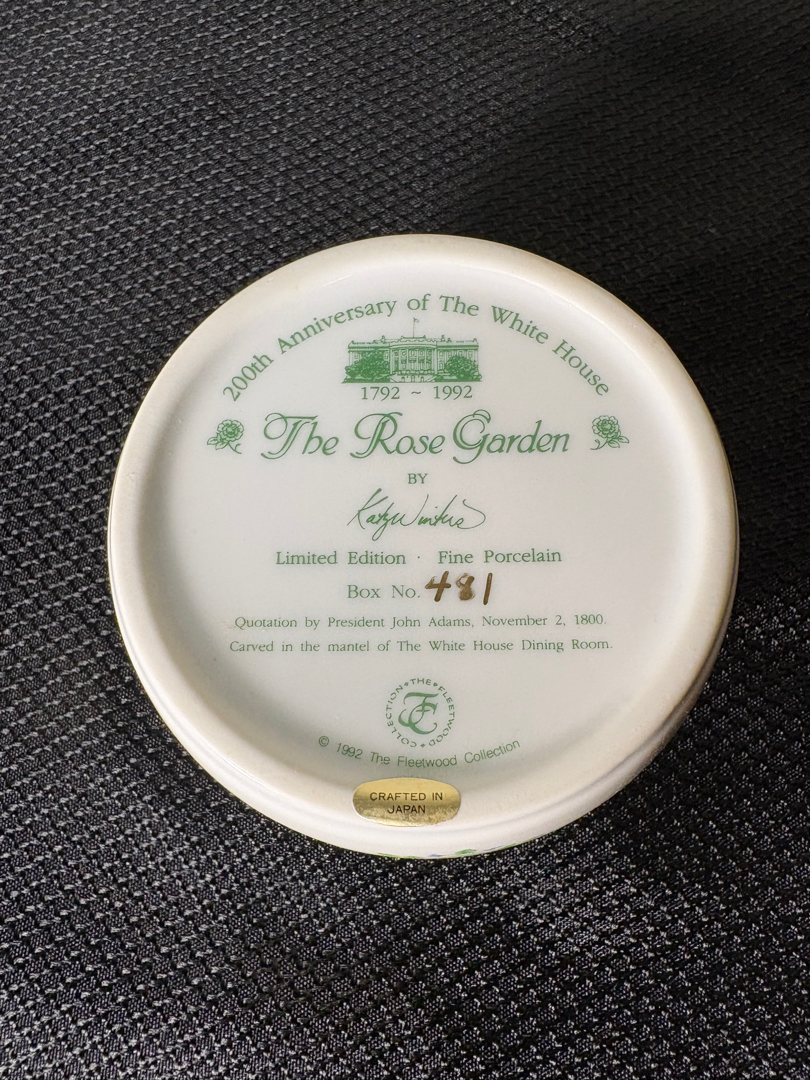 200th Anniversary of The White House
1792 ~ 1992
The Rose Garden
BY
Katy Winters
Limited Edition · Fine Porcelain
Box No. 481
Quotation by President John Adams, November 2, 1800.
Carved in the mantel of The White House Dining Room.
THE FLEETWOOD COLLECTION
FC
© 1992 The Fleetwood Collection
CRAFTED IN
JAPAN